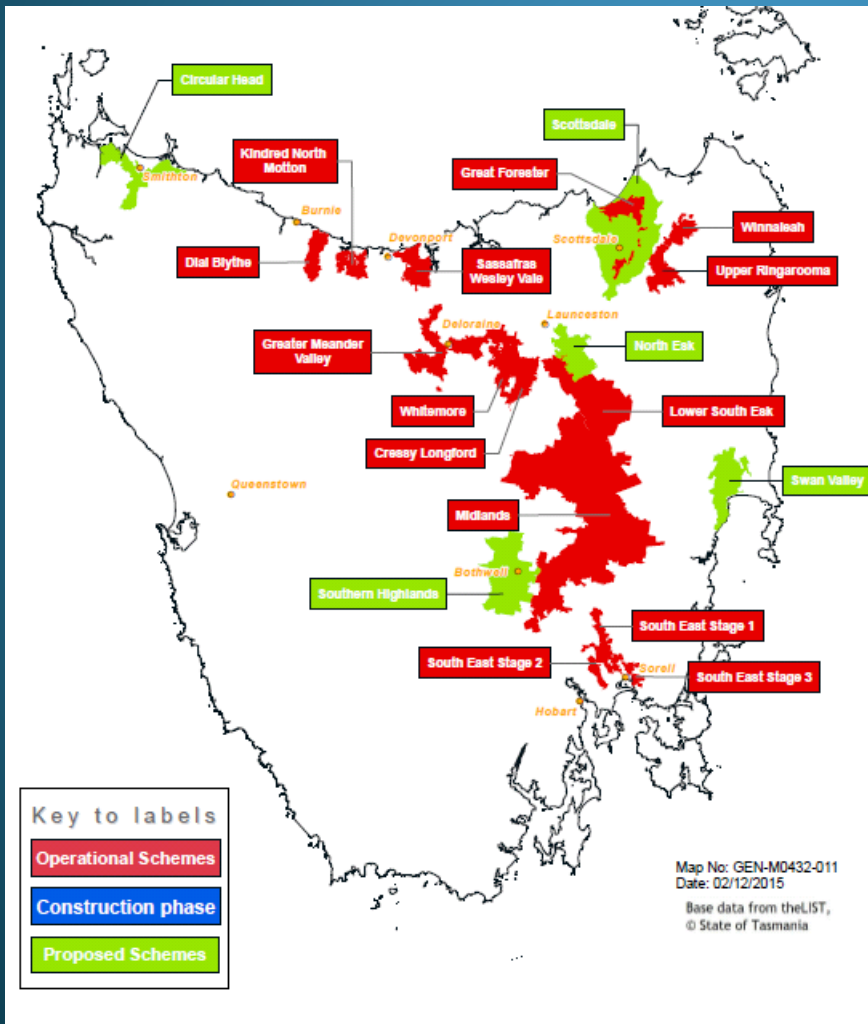 Circular Head
Scottsdale
Kindred North
Motton
Great Forester
Smithton
Burnie
Winnaleah
Devonport
Scottsdale
Dial Blythe
Sassafras
Wesley Vale
Upper Ringarooma
Launceston
Deloraine
Greater Meander
Valley
North Esk
Whitemore
Lower South Esk
Cressy Longford
Swan Valley
Queenstown
Midlands
Bothwell
Southern Highlands
South East Stage 1
South East Stage 2
Sorell
South East Stage 3
Hobart
Key to labels
Operational Schemes
Construction phase
Proposed Schemes
Map No: GEN-M0432-011
Date: 02/12/2015
Base data from theLIST,
© State of Tasmania